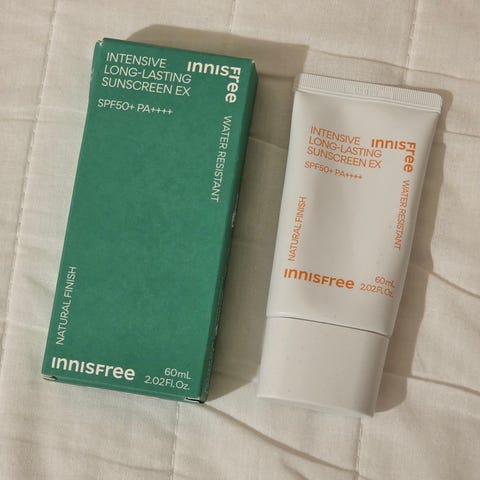 INTENSIVE
LONG-LASTING
SUNSCREEN EX
SPF50+ PA++++
innisFree
WATER RESISTANT
NATURAL FINISH
innisFree
60mL
2.02Fl.Oz.
INTENSIVE
LONG-LASTING
SUNSCREEN EX
SPF50+ PA++++
innisFree
WATER RESISTANT
NATURAL FINISH
innisFree
60mL
2.02Fl.Oz.